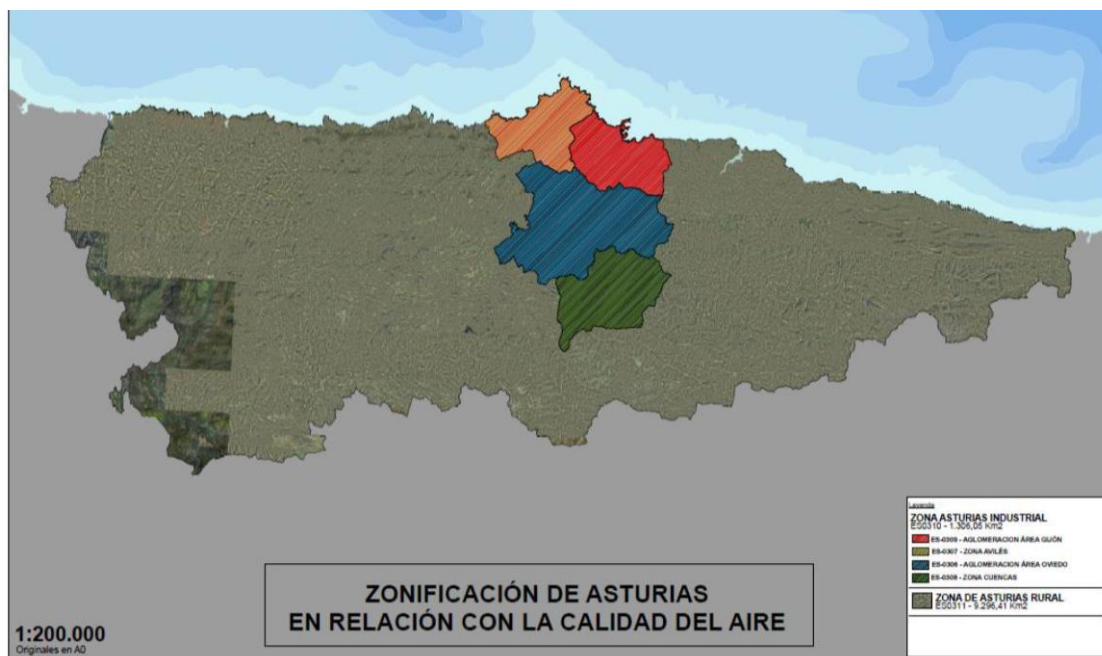 ZONIFICACIÓN DE ASTURIAS
EN RELACIÓN CON LA CALIDAD DEL AIRE
1:200.000
Originales en A0
Leyenda
ZONA ASTURIAS INDUSTRIAL
ES0310 - 1.306,05 Km2
ES-0309 - AGLOMERACION ÁREA GIJÓN
ES-0307 - ZONA AVILÉS
ES-0306 - AGLOMERACION ÁREA OVIEDO
ES-0308 - ZONA CUENCAS
ZONA DE ASTURIAS RURAL
ES0311 - 9.296,41 Km2